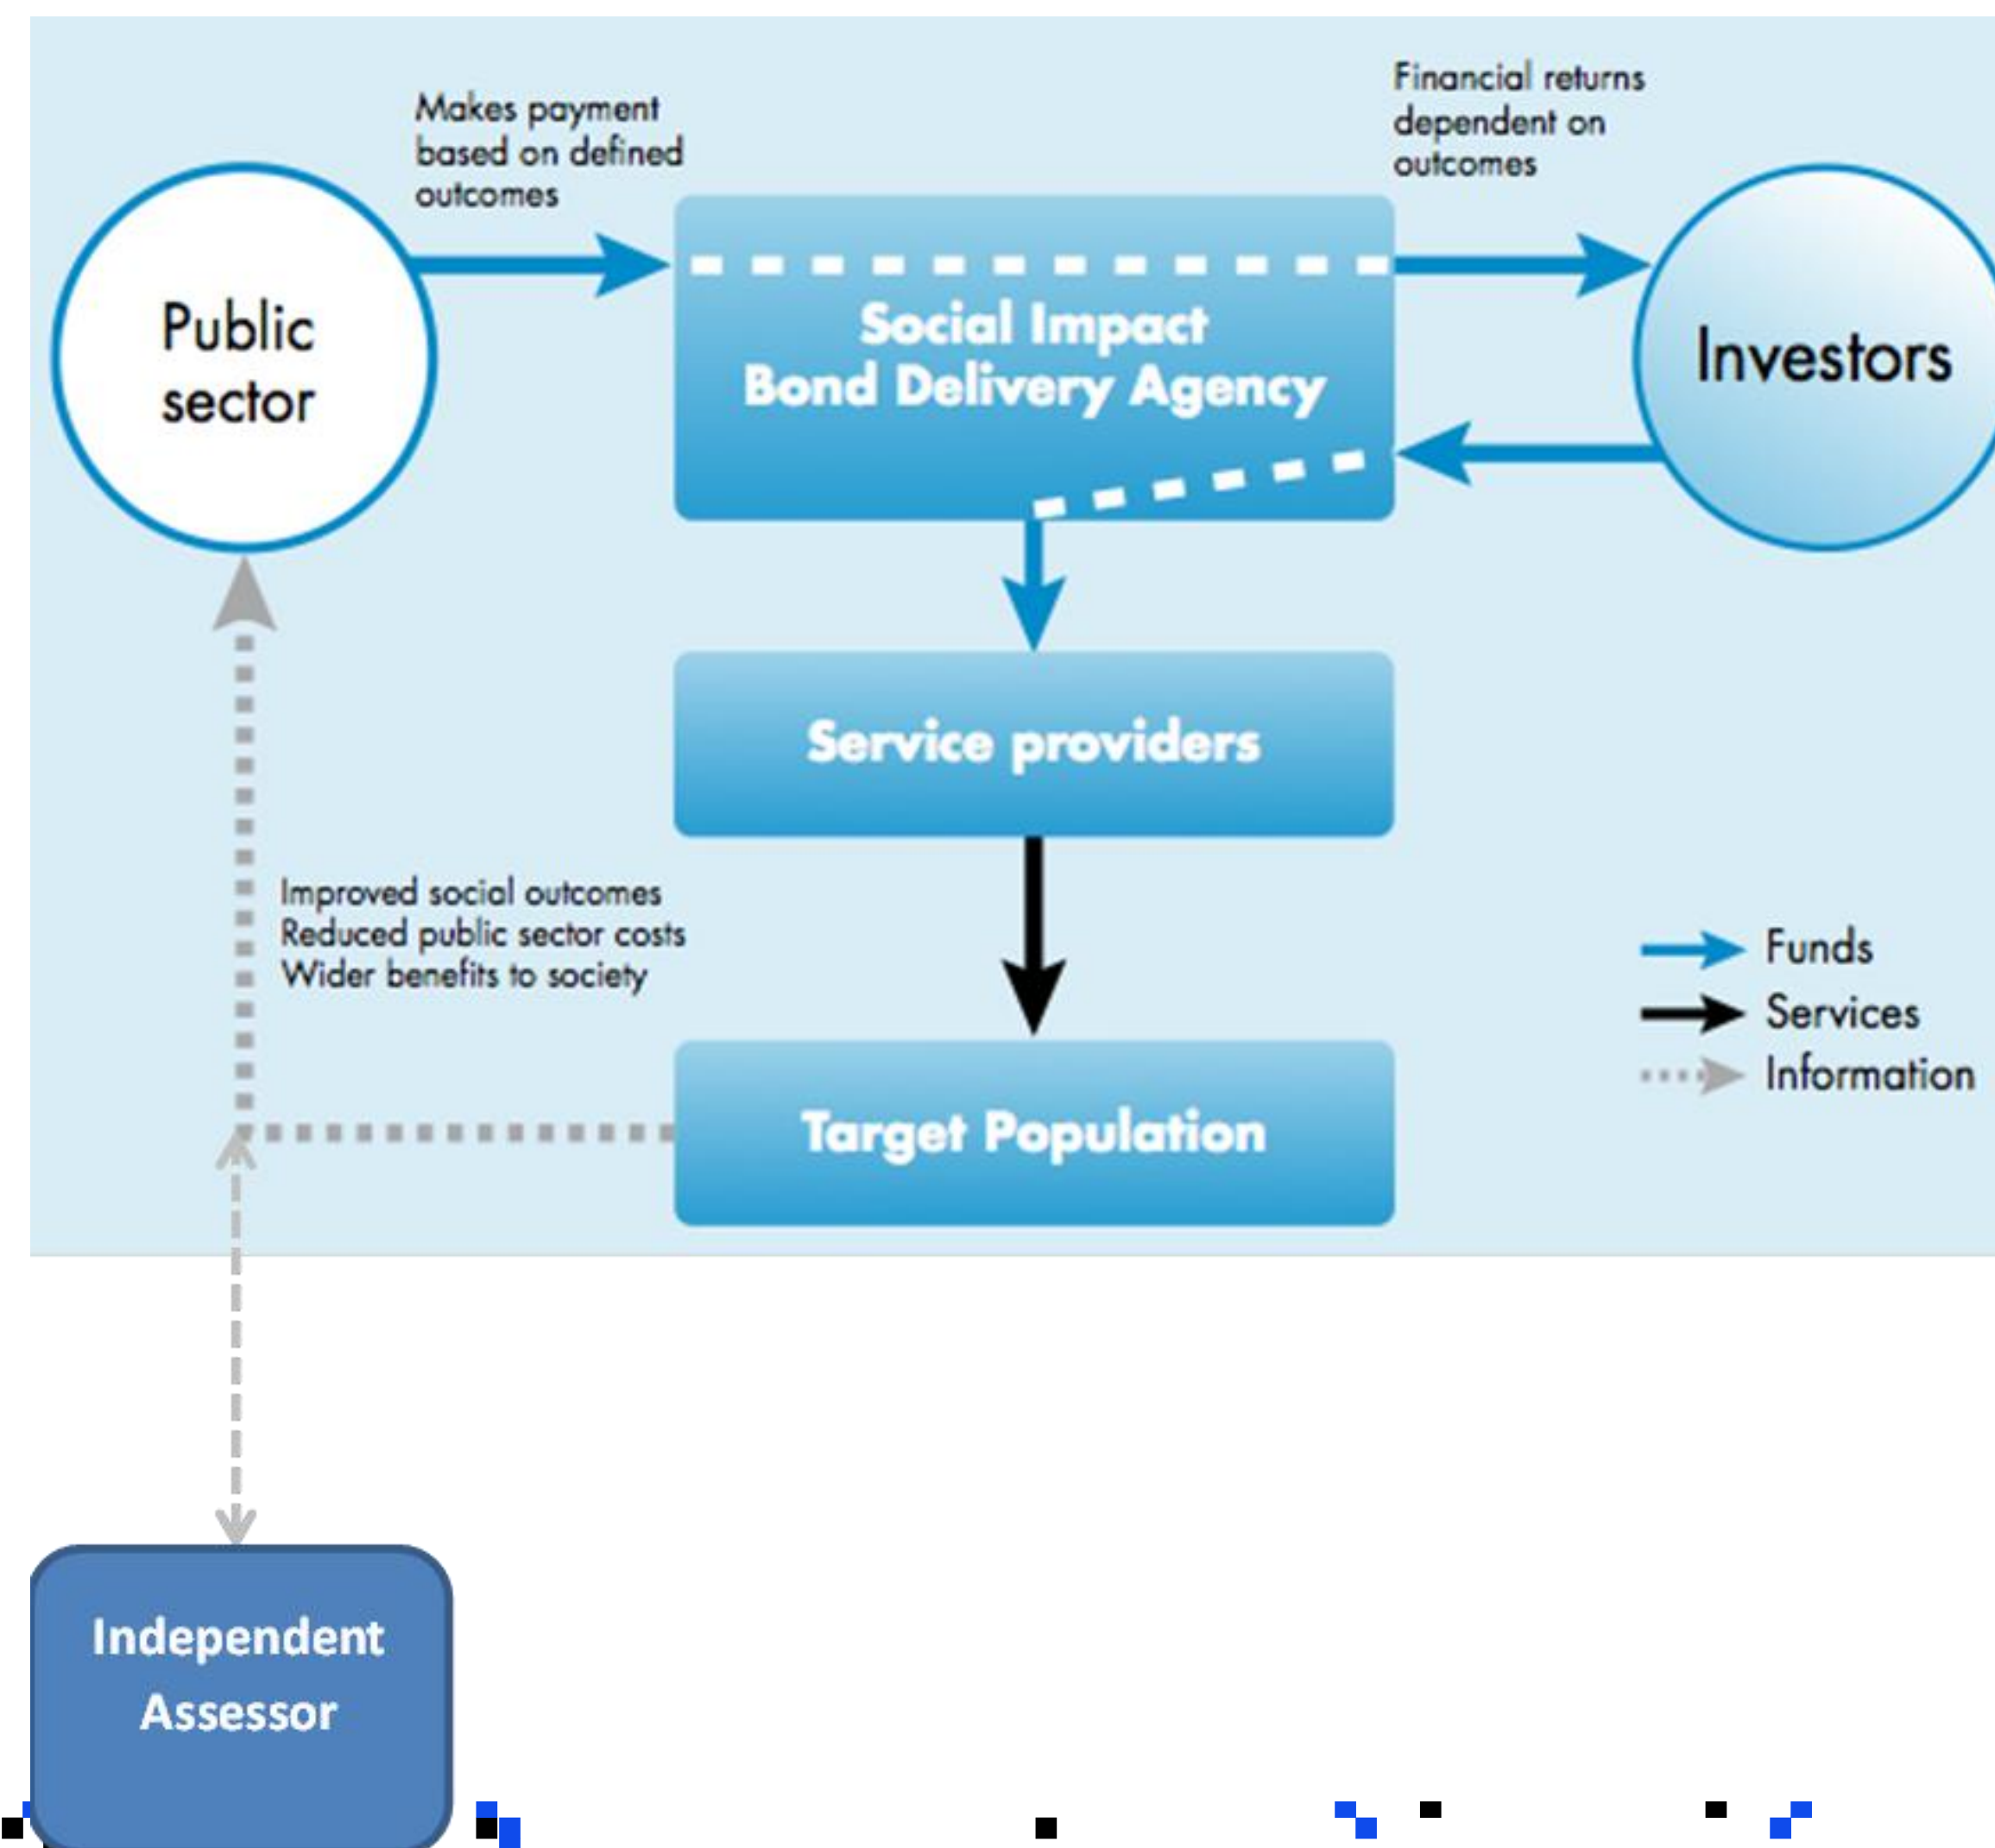 Makes payment
based on defined
outcomes
Financial returns
dependent on
outcomes
Public
sector
Social Impact
Bond Delivery Agency
Investors
Service providers
Improved social outcomes
Reduced public sector costs
Wider benefits to society
Funds
Services
Information
Target Population
Independent
Assessor